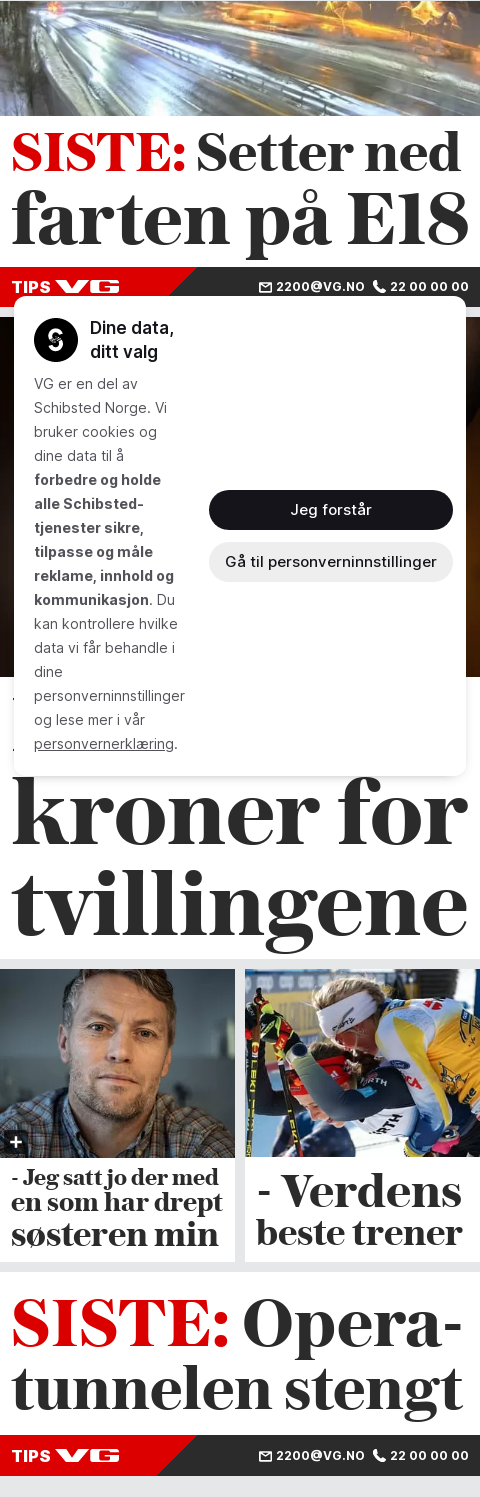 SISTE: Setter ned
farten på E18
TIPS VG 2200@VG.NO 22 00 00 00
Dine data,
ditt valg
VG er en del av
Schibsted Norge. Vi
bruker cookies og
dine data til å
forbedre og holde
alle Schibsted-
tjenester sikre,
tilpasse og måle
reklame, innhold og
kommunikasjon. Du
kan kontrollere hvilke
data vi får behandle i
dine
personverninnstillinger
og lese mer i vår
personvernerklæring.
Jeg forstår
Gå til personverninnstillinger
kroner for
tvillingene
- Jeg satt jo der med
en som har drept
søsteren min
- Verdens
beste trener
SISTE: Opera-
tunnelen stengt
TIPS VG 2200@VG.NO 22 00 00 00